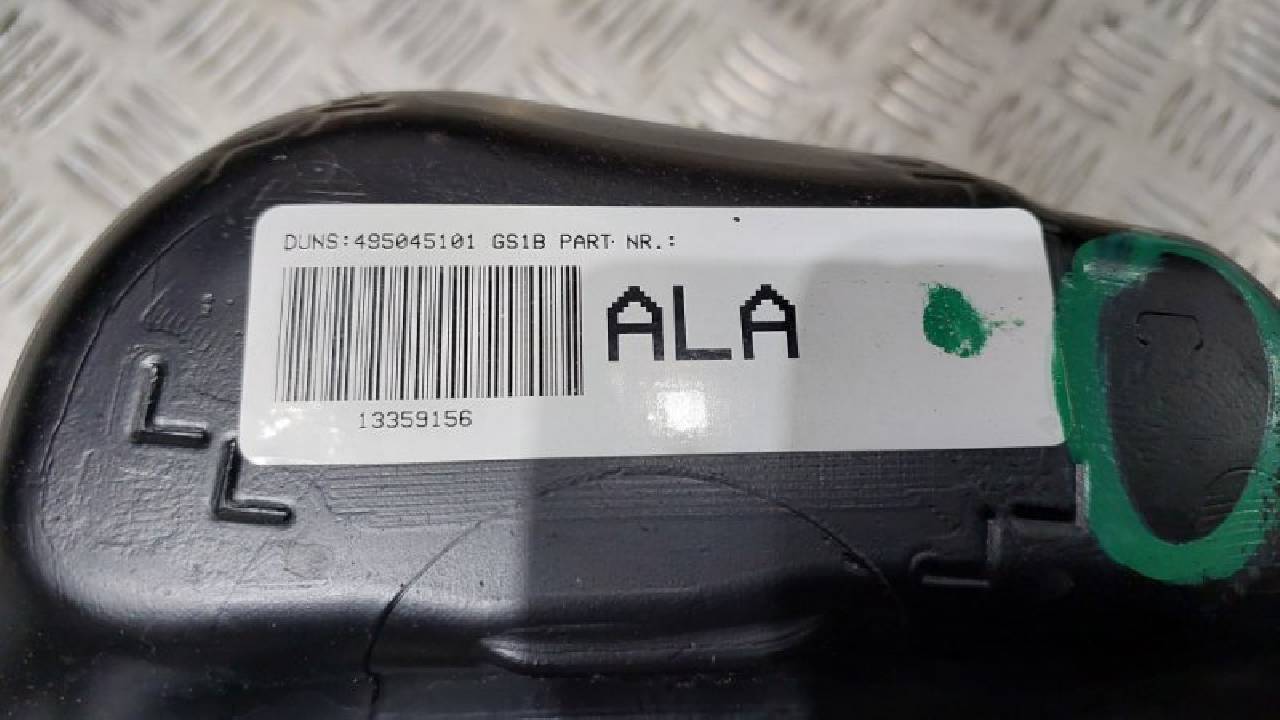 DUNS:495045101 GS1B PART NR.:
ALA
13359156
L
L